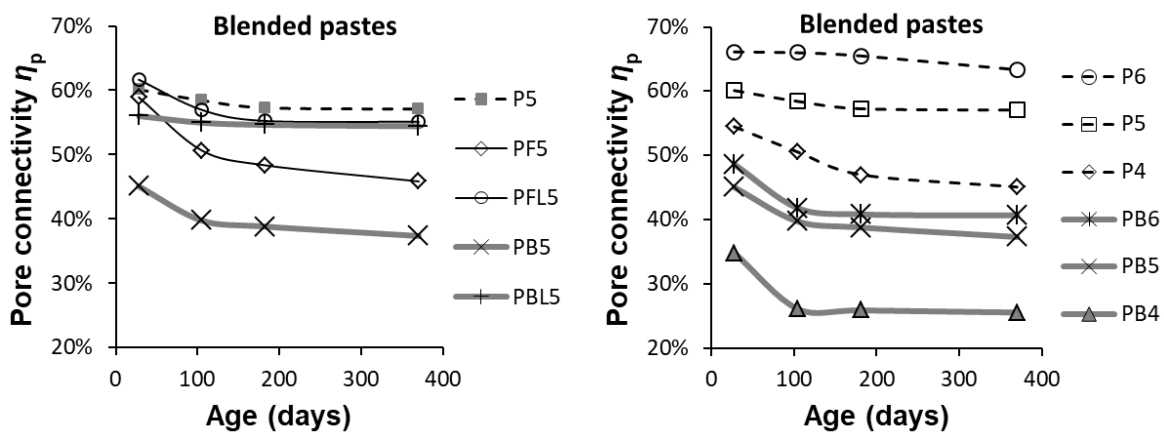 Blended pastes
Pore connectivity ηp
70%
60%
50%
40%
30%
20%
0
100
200
300
400
Age (days)
P5
PF5
PFL5
PB5
PBL5
Blended pastes
Pore connectivity ηp
70%
60%
50%
40%
30%
20%
0
100
200
300
400
Age (days)
P6
P5
P4
PB6
PB5
PB4